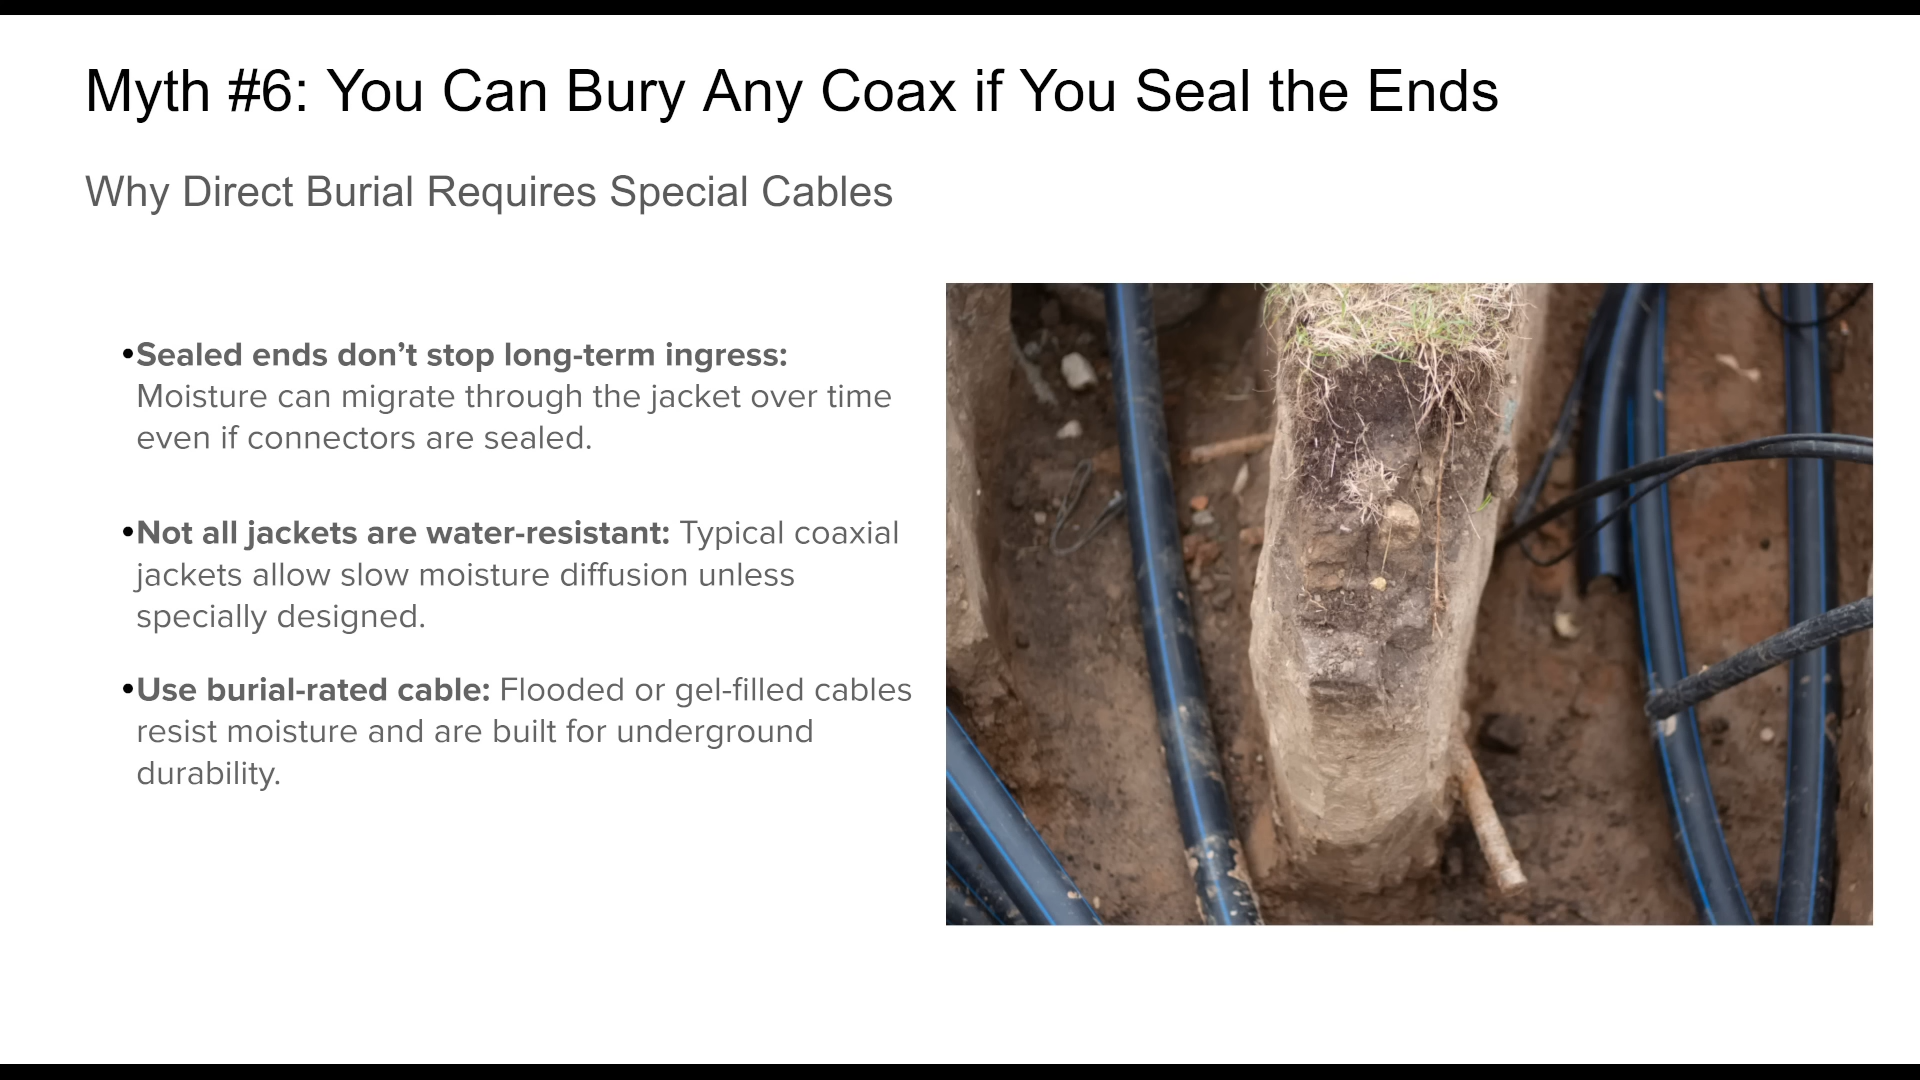 Myth #6: You Can Bury Any Coax if You Seal the Ends
Why Direct Burial Requires Special Cables
•Sealed ends don’t stop long-term ingress:
Moisture can migrate through the jacket over time
even if connectors are sealed.
•Not all jackets are water-resistant: Typical coaxial
jackets allow slow moisture diffusion unless
specially designed.
•Use burial-rated cable: Flooded or gel-filled cables
resist moisture and are built for underground
durability.